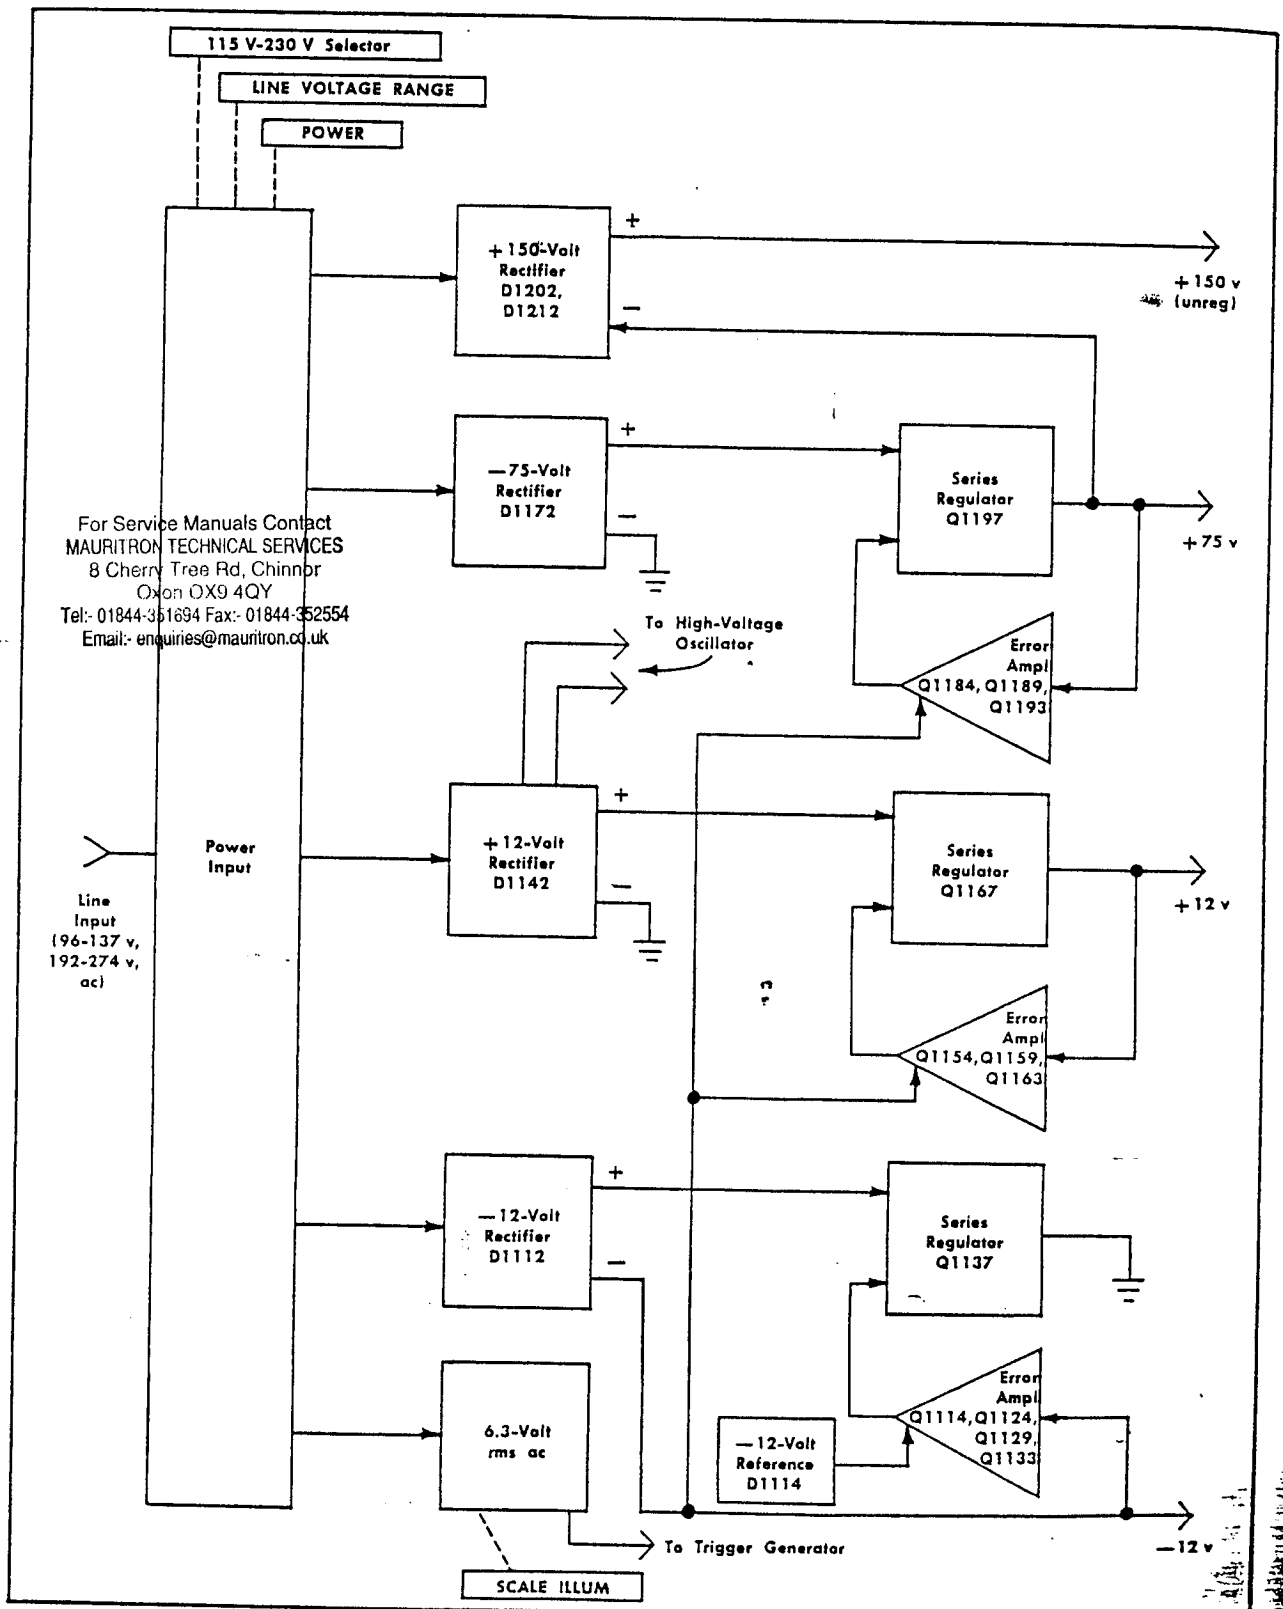 115 V-230 V Selector
LINE VOLTAGE RANGE
POWER
+150-Volt
Rectifier
D1202,
D1212
+
−
+150 v
(unreg)
−75-Volt
Rectifier
D1172
+
−
Series
Regulator
Q1197
+75 v
For Service Manuals Contact
MAURITRON TECHNICAL SERVICES
8 Cherry Tree Rd, Chinnor
Oxon OX9 4QY
Tel:- 01844-351694 Fax:- 01844-352554
Email:- enquiries@mauritron.co.uk
To High-Voltage
Oscillator
Error
Ampl
Q1184, Q1189,
Q1193
Power
Input
Line
Input
(96-137 v,
192-274 v,
ac)
+12-Volt
Rectifier
D1142
+
−
Series
Regulator
Q1167
+12 v
Error
Ampl
Q1154, Q1159,
Q1163
−12-Volt
Rectifier
D1112
+
−
Series
Regulator
Q1137
6.3-Volt
rms ac
−12-Volt
Reference
D1114
Error
Ampl
Q1114, Q1124,
Q1129,
Q1133
−12 v
To Trigger Generator
SCALE ILLUM